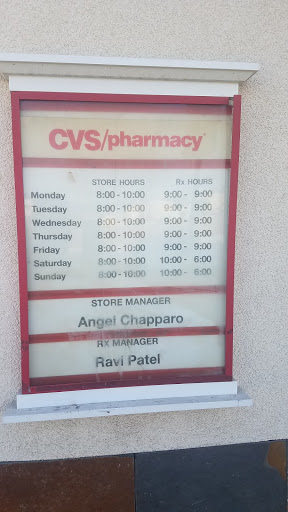 CVS/pharmacy
STORE HOURS Rx HOURS
Monday 8:00 - 10:00 9:00 - 9:00
Tuesday 8:00 - 10:00 9:00 - 9:00
Wednesday 8:00 - 10:00 9:00 - 9:00
Thursday 8:00 - 10:00 9:00 - 9:00
Friday 8:00 - 10:00 9:00 - 9:00
Saturday 8:00 - 10:00 10:00 - 6:00
Sunday 8:00 - 10:00 10:00 - 6:00
STORE MANAGER
Angel Chapparo
RX MANAGER
Ravi Patel